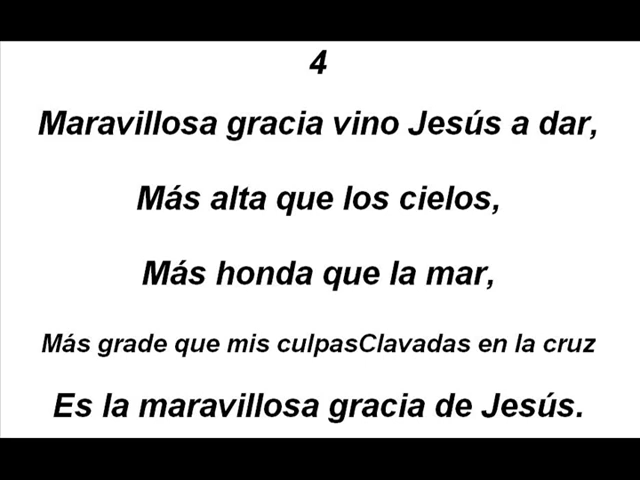 4
Maravillosa gracia vino Jesús a dar,
Más alta que los cielos,
Más honda que la mar,
Más grade que mis culpasClavadas en la cruz
Es la maravillosa gracia de Jesús.